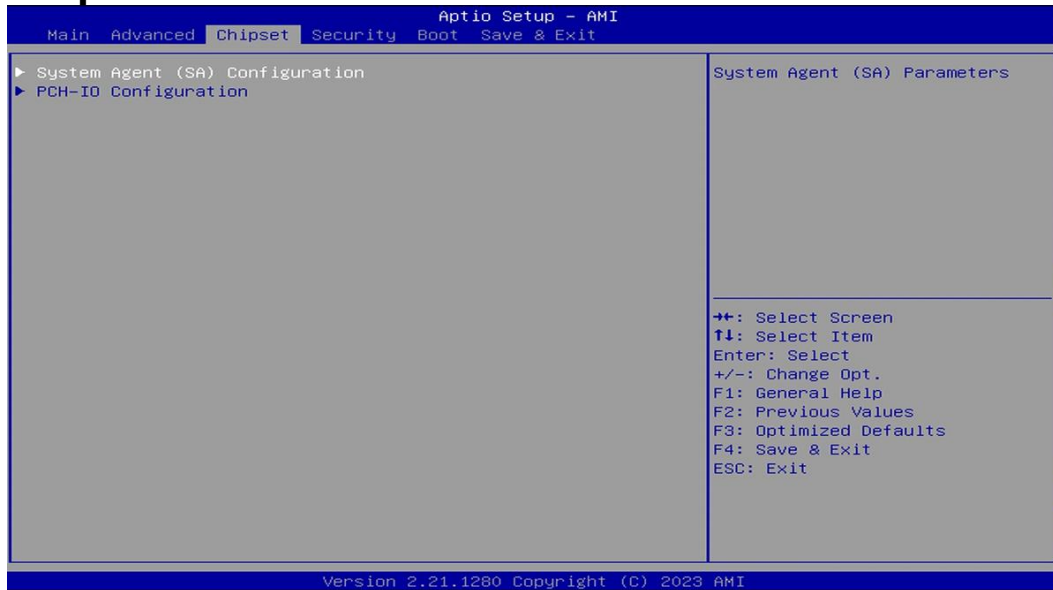 Aptio Setup – AMI
Main Advanced Chipset Security Boot Save & Exit
▶ System Agent (SA) Configuration
▶ PCH-IO Configuration
System Agent (SA) Parameters
→←: Select Screen
↑↓: Select Item
Enter: Select
+/-: Change Opt.
F1: General Help
F2: Previous Values
F3: Optimized Defaults
F4: Save & Exit
ESC: Exit
Version 2.21.1280 Copyright (C) 2023 AMI